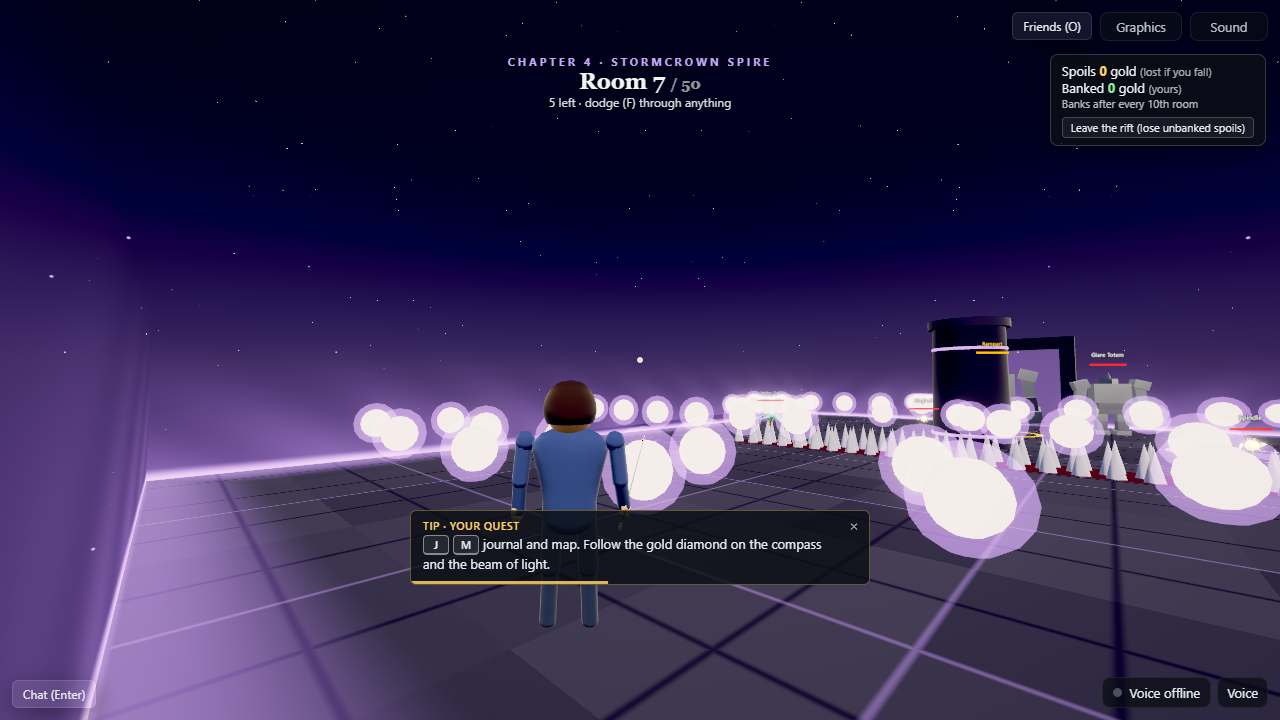 Friends (O)
Graphics
Sound
CHAPTER 4 · STORMCROWN SPIRE
Room 7 / 50
5 left · dodge (F) through anything
Spoils 0 gold (lost if you fall)
Banked 0 gold (yours)
Banks after every 10th room
Leave the rift (lose unbanked spoils)
Rampart
Glare Totem
TIP · YOUR QUEST
×
J M journal and map. Follow the gold diamond on the compass
and the beam of light.
Chat (Enter)
Voice offline
Voice